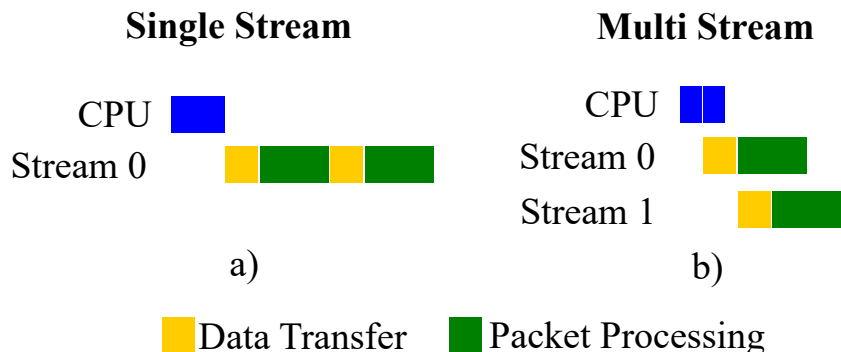 Single Stream
CPU
Stream 0
a)
Multi Stream
CPU
Stream 0
Stream 1
b)
Data Transfer
Packet Processing